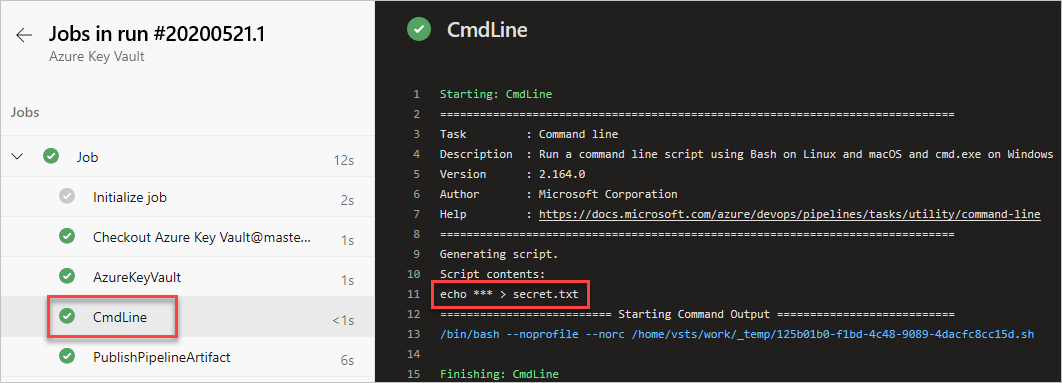 Jobs in run #20200521.1
Azure Key Vault
Jobs
Job 12s
Initialize job 2s
Checkout Azure Key Vault@maste... 1s
AzureKeyVault 1s
CmdLine <1s
PublishPipelineArtifact 6s
CmdLine
1 Starting: CmdLine
2 ==============================================================================
3 Task         : Command line
4 Description  : Run a command line script using Bash on Linux and macOS and cmd.exe on Windows
5 Version      : 2.164.0
6 Author       : Microsoft Corporation
7 Help         : https://docs.microsoft.com/azure/devops/pipelines/tasks/utility/command-line
8 ==============================================================================
9 Generating script.
10 Script contents:
11 echo *** > secret.txt
12 ========================== Starting Command Output ===========================
13 /bin/bash --noprofile --norc /home/vsts/work/_temp/125b01b0-f1bd-4c48-9089-4dacfc8cc15d.sh
14
15 Finishing: CmdLine